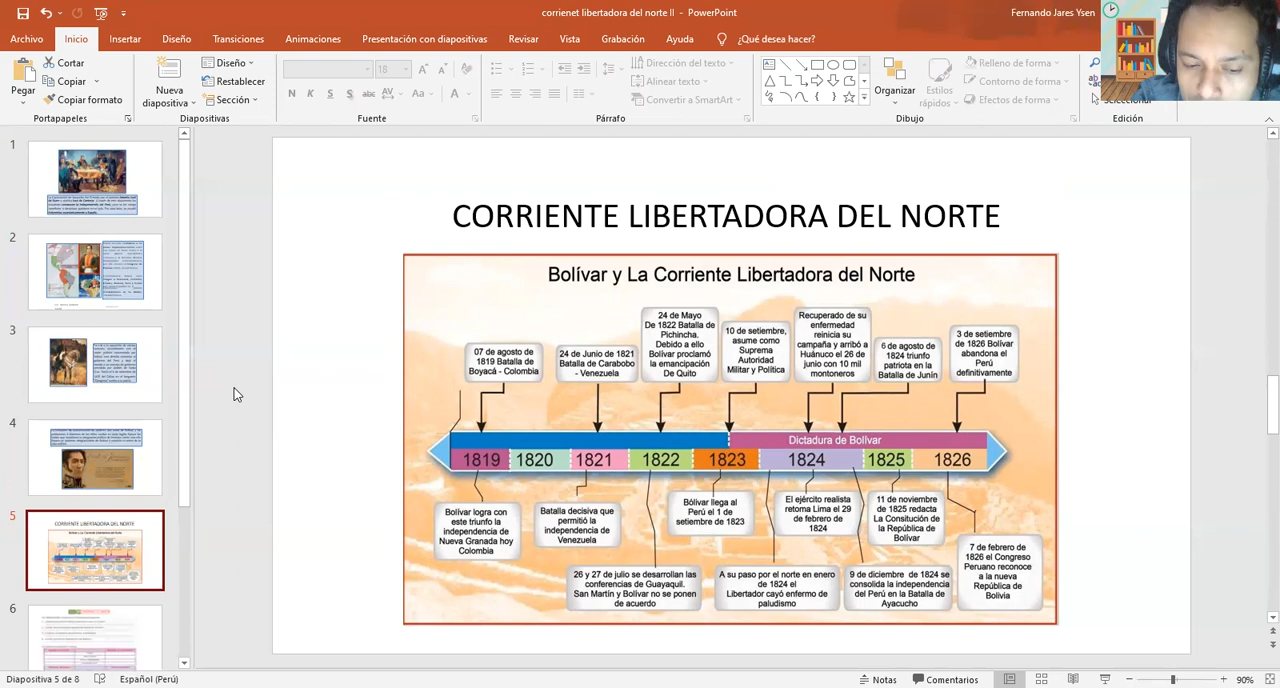 corrienet libertadora del norte II - PowerPoint
Fernando Jares Ysen
Archivo
Inicio
Insertar
Diseño
Transiciones
Animaciones
Presentación con diapositivas
Revisar
Vista
Grabación
Ayuda
¿Qué desea hacer?
Pegar
Cortar
Copiar
Copiar formato
Portapapeles
Nueva
diapositiva
Diseño
Restablecer
Sección
Diapositivas
18
N K S S abc AV Aa A
Fuente
Dirección del texto
Alinear texto
Convertir a SmartArt
Párrafo
Organizar
Estilos
rápidos
Relleno de forma
Contorno de forma
Efectos de forma
Dibujo
Seleccionar
Edición
1
2
3
4
5
CORRIENTE LIBERTADORA DEL NORTE
6
CORRIENTE LIBERTADORA DEL NORTE
Bolívar y La Corriente Libertadora del Norte
07 de agosto de
1819 Batalla de
Boyacá - Colombia
24 de Junio de 1821
Batalla de Carabobo
- Venezuela
24 de Mayo
De 1822 Batalla de
Pichincha.
Debido a ello
Bolívar proclamó
la emancipación
De Quito
10 de setiembre,
asume como
Suprema
Autoridad
Militar y Política
Recuperado de su
enfermedad
reinicia su
campaña y arribó a
Huánuco el 26 de
junio con 10 mil
montoneros
6 de agosto de
1824 triunfo
patriota en la
Batalla de Junín
3 de setiembre
de 1826 Bolívar
abandona el
Perú
definitivamente
Dictadura de Bolívar
1819 1820 1821 1822 1823 1824 1825 1826
Bolívar logra con
este triunfo la
independencia de
Nueva Granada hoy
Colombia
Batalla decisiva que
permitió la
independencia de
Venezuela
26 y 27 de julio se desarrollan las
conferencias de Guayaquil.
San Martín y Bolívar no se ponen
de acuerdo
Bólivar llega al
Perú el 1 de
setiembre de 1823
A su paso por el norte en enero
de 1824 el
Libertador cayó enfermo de
paludismo
El ejército realista
retoma Lima el 29
de febrero de
1824
9 de diciembre de 1824 se
consolida la independencia
del Perú en la Batalla de
Ayacucho
11 de noviembre
de 1825 redacta
La Consitución de
la República de
Bolívar
7 de febrero de
1826 el Congreso
Peruano reconoce
a la nueva
República de
Bolivia
Diapositiva 5 de 8
Español (Perú)
Notas
Comentarios
90%